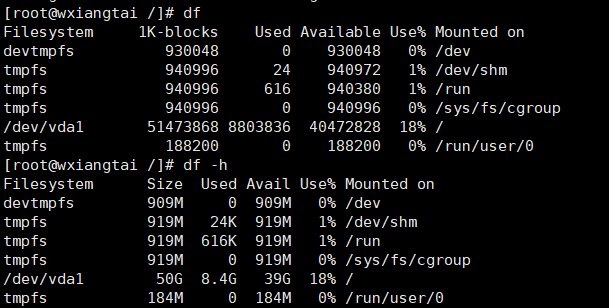 [root@wxiangtai /]# df
Filesystem     1K-blocks    Used Available Use% Mounted on
devtmpfs          930048       0    930048   0% /dev
tmpfs             940996      24    940972   1% /dev/shm
tmpfs             940996     616    940380   1% /run
tmpfs             940996       0    940996   0% /sys/fs/cgroup
/dev/vda1       51473868 8803836  40472828  18% /
tmpfs             188200       0    188200   0% /run/user/0
[root@wxiangtai /]# df -h
Filesystem      Size  Used Avail Use% Mounted on
devtmpfs        909M     0  909M   0% /dev
tmpfs           919M   24K  919M   1% /dev/shm
tmpfs           919M  616K  919M   1% /run
tmpfs           919M     0  919M   0% /sys/fs/cgroup
/dev/vda1        50G  8.4G   39G  18% /
tmpfs           184M     0  184M   0% /run/user/0